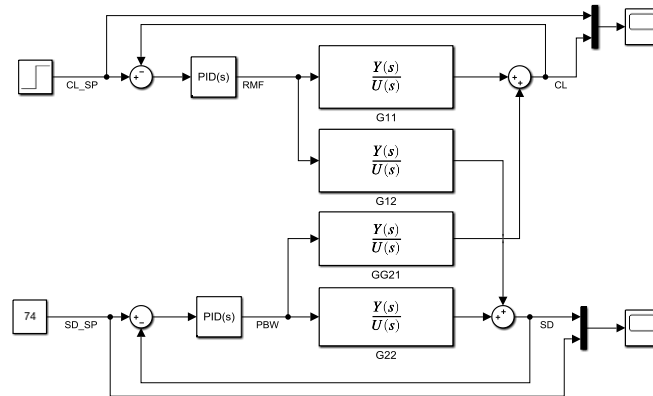 CL_SP
PID(s)
RMF
Y(s)
U(s)
G11
CL
Y(s)
U(s)
G12
Y(s)
U(s)
GG21
74
SD_SP
PID(s)
PBW
Y(s)
U(s)
G22
SD